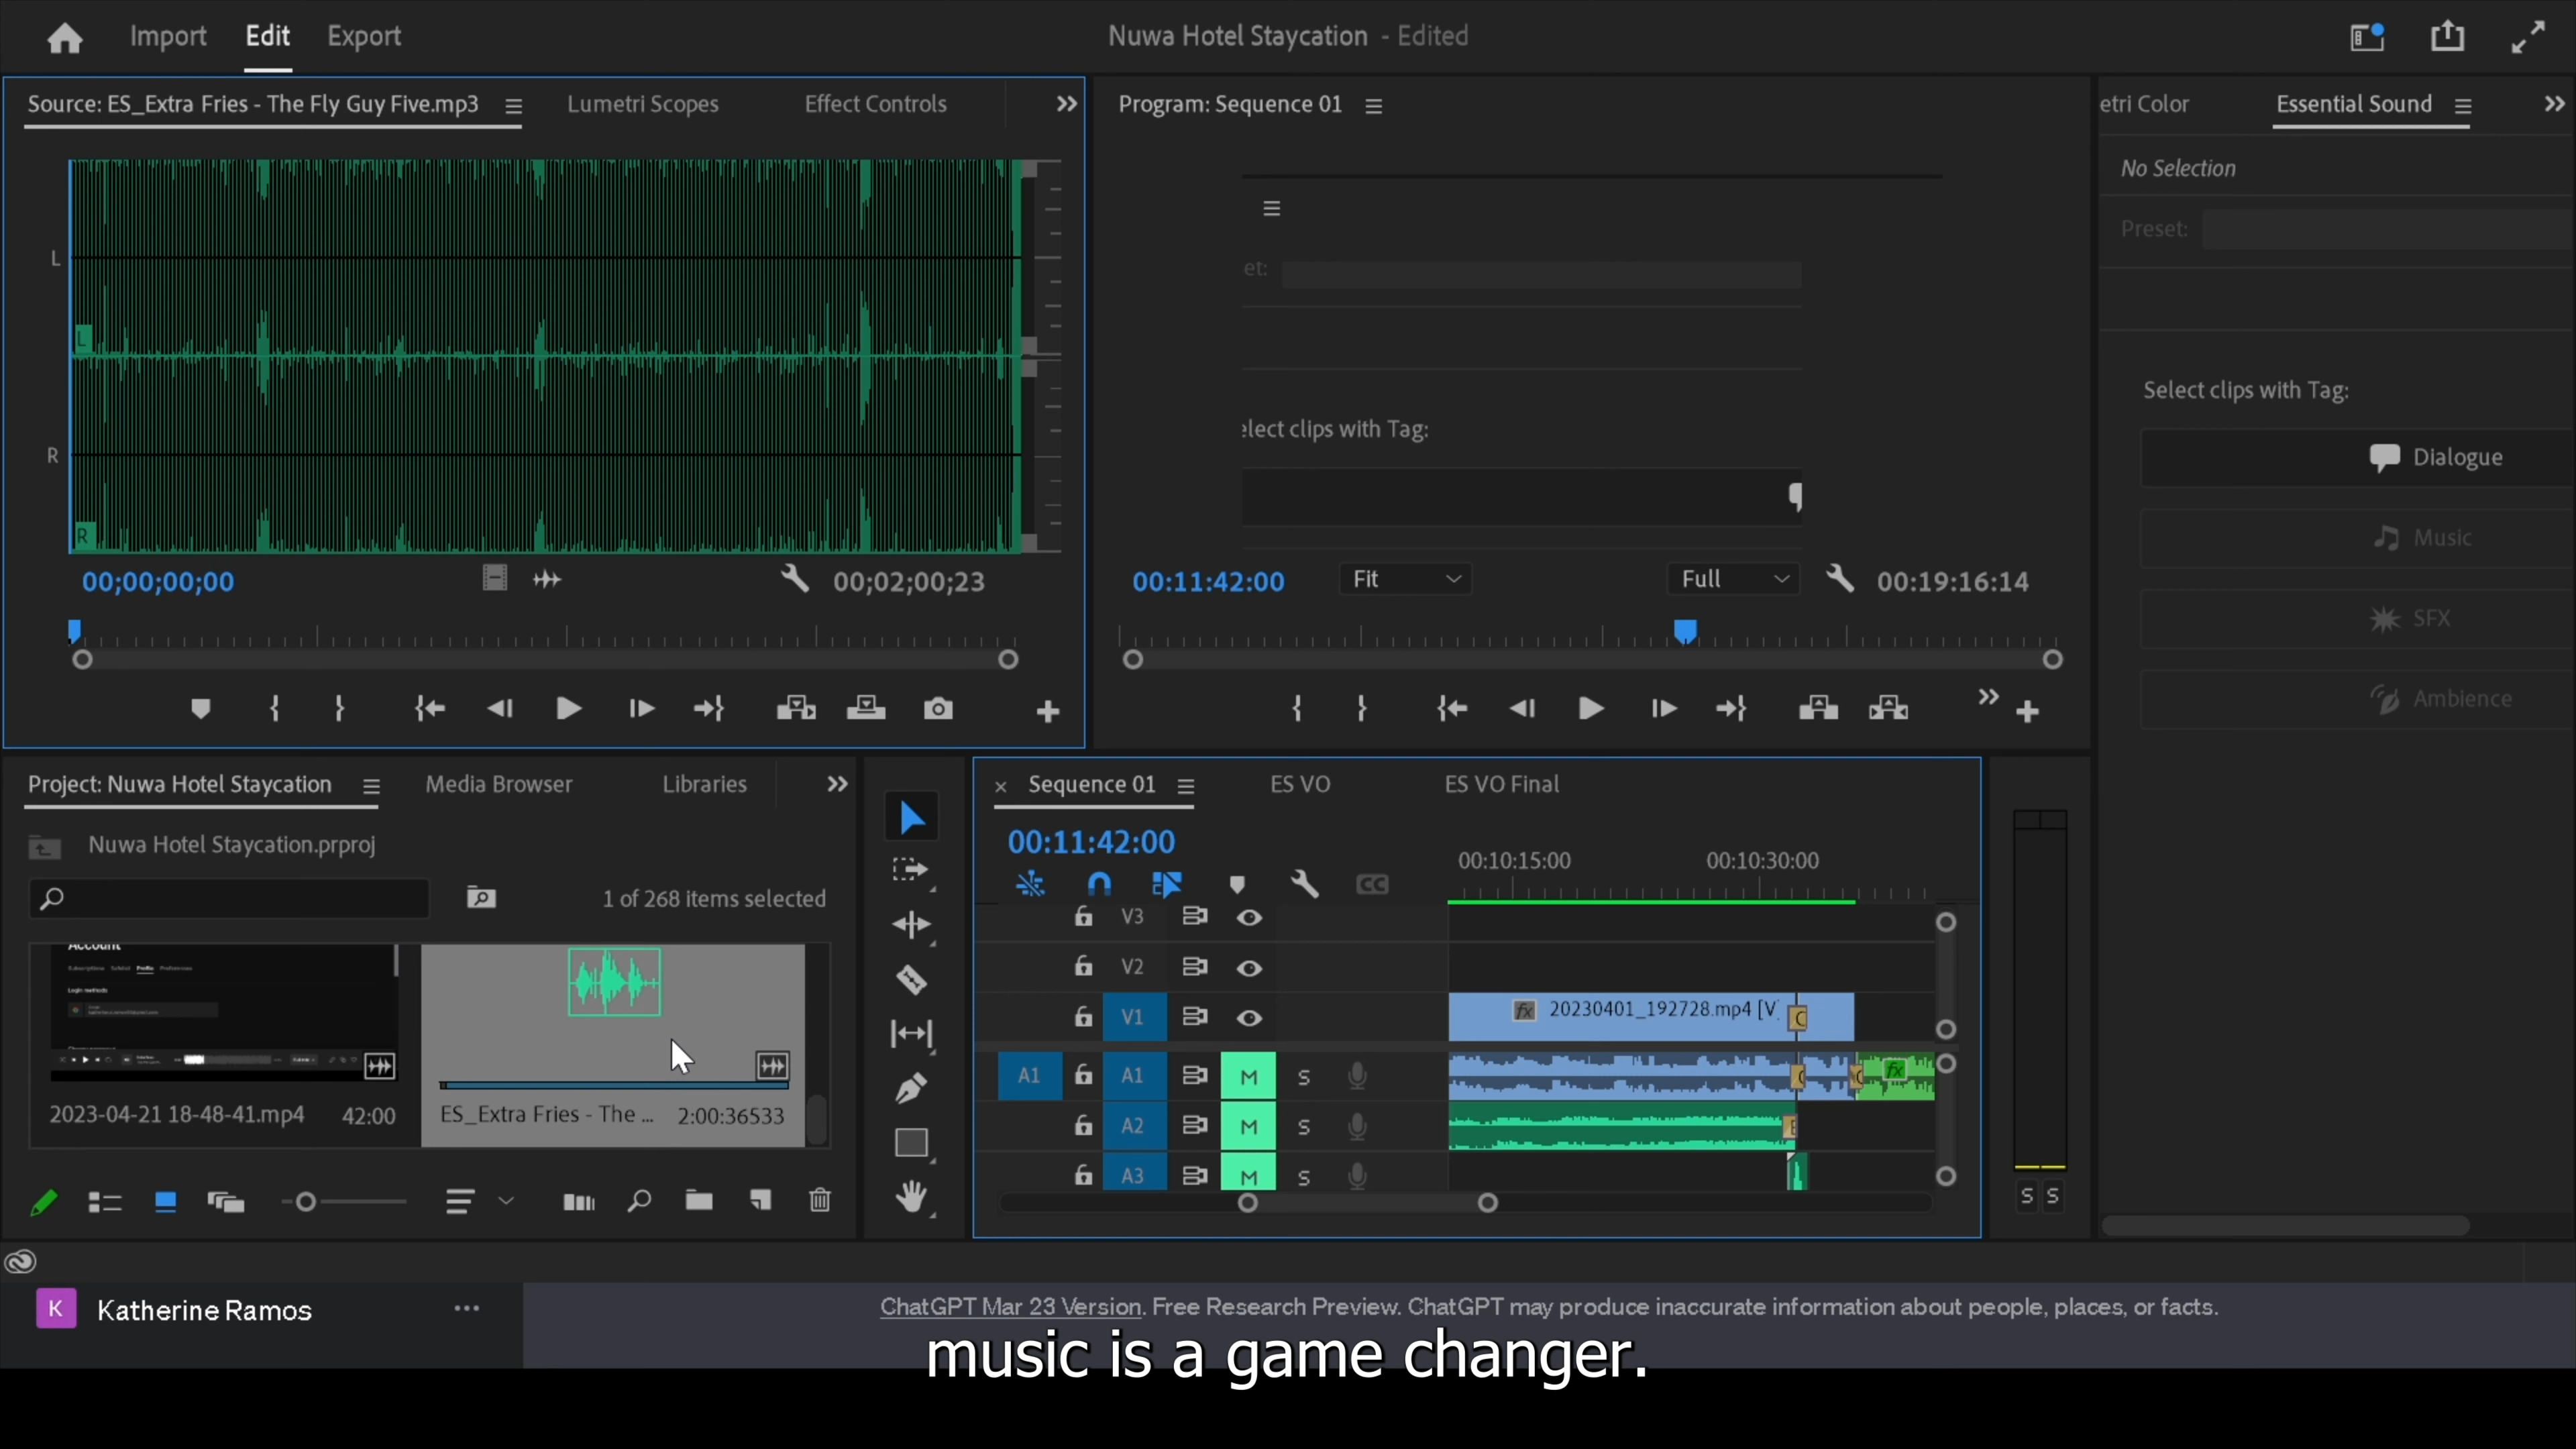 Import Edit Export
Nuwa Hotel Staycation - Edited
Source: ES_Extra Fries - The Fly Guy Five.mp3
Lumetri Scopes
Effect Controls
L
R
L
R
00;00;00;00
00;02;00;23
Program: Sequence 01
et:
elect clips with Tag:
00:11:42:00
Fit
Full
00:19:16:14
etri Color
Essential Sound
No Selection
Preset:
Select clips with Tag:
Dialogue
Music
SFX
Ambience
Project: Nuwa Hotel Staycation
Media Browser
Libraries
Nuwa Hotel Staycation.prproj
1 of 268 items selected
Account
Login methods
2023-04-21 18-48-41.mp4 42:00
ES_Extra Fries - The ... 2:00:36533
× Sequence 01
ES VO
ES VO Final
00:11:42:00
00:10:15:00 00:10:30:00
CC
V3
V2
V1
fx 20230401_192728.mp4 [V]
A1 A1 M S
fx
A2 M S
A3 M S
S S
K Katherine Ramos
ChatGPT Mar 23 Version. Free Research Preview. ChatGPT may produce inaccurate information about people, places, or facts.
music is a game changer.